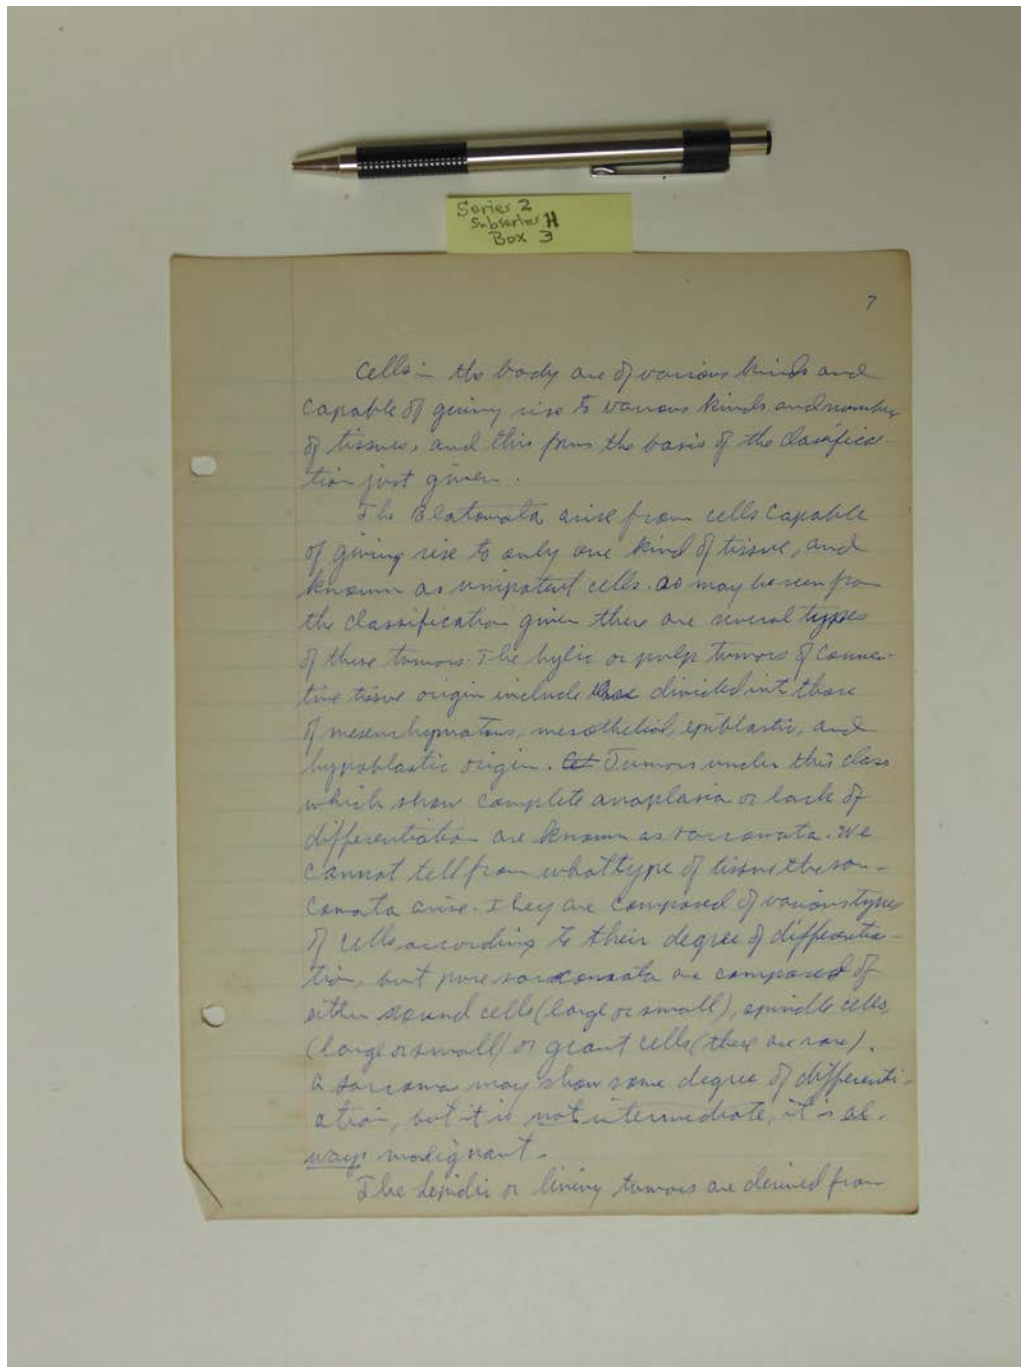 Series 2
Subseries H
Box 3
7
Cells in the body are of various kinds and
capable of giving rise to various kinds and number
of tissues, and this forms the basis of the classifica-
tion just given.
The Blastomata arise from cells capable
of giving rise to only one kind of tissue, and
known as unipotent cells. As may be seen from
the classification given there are several types
of these tumors. The hylic or pulp tumors of connec-
tive tissue origin include divided into those
of mesenchymatous, mesothelial, epiblastic, and
hypoblastic origin. Tumors under this class
which show complete anaplasia or lack of
differentiation are known as sarcomata. We
cannot tell from what type of tissue the sar-
comata arise. They are composed of various types
of cells according to their degree of differentia-
tion, but pure sarcomata are composed of
either round cells (large or small), spindle cells,
(large or small) or giant cells (these are rare).
A sarcoma may show some degree of differenti-
ation, but it is not intermediate, it is al-
ways malignant.
The lepidic or lining tumors are derived from